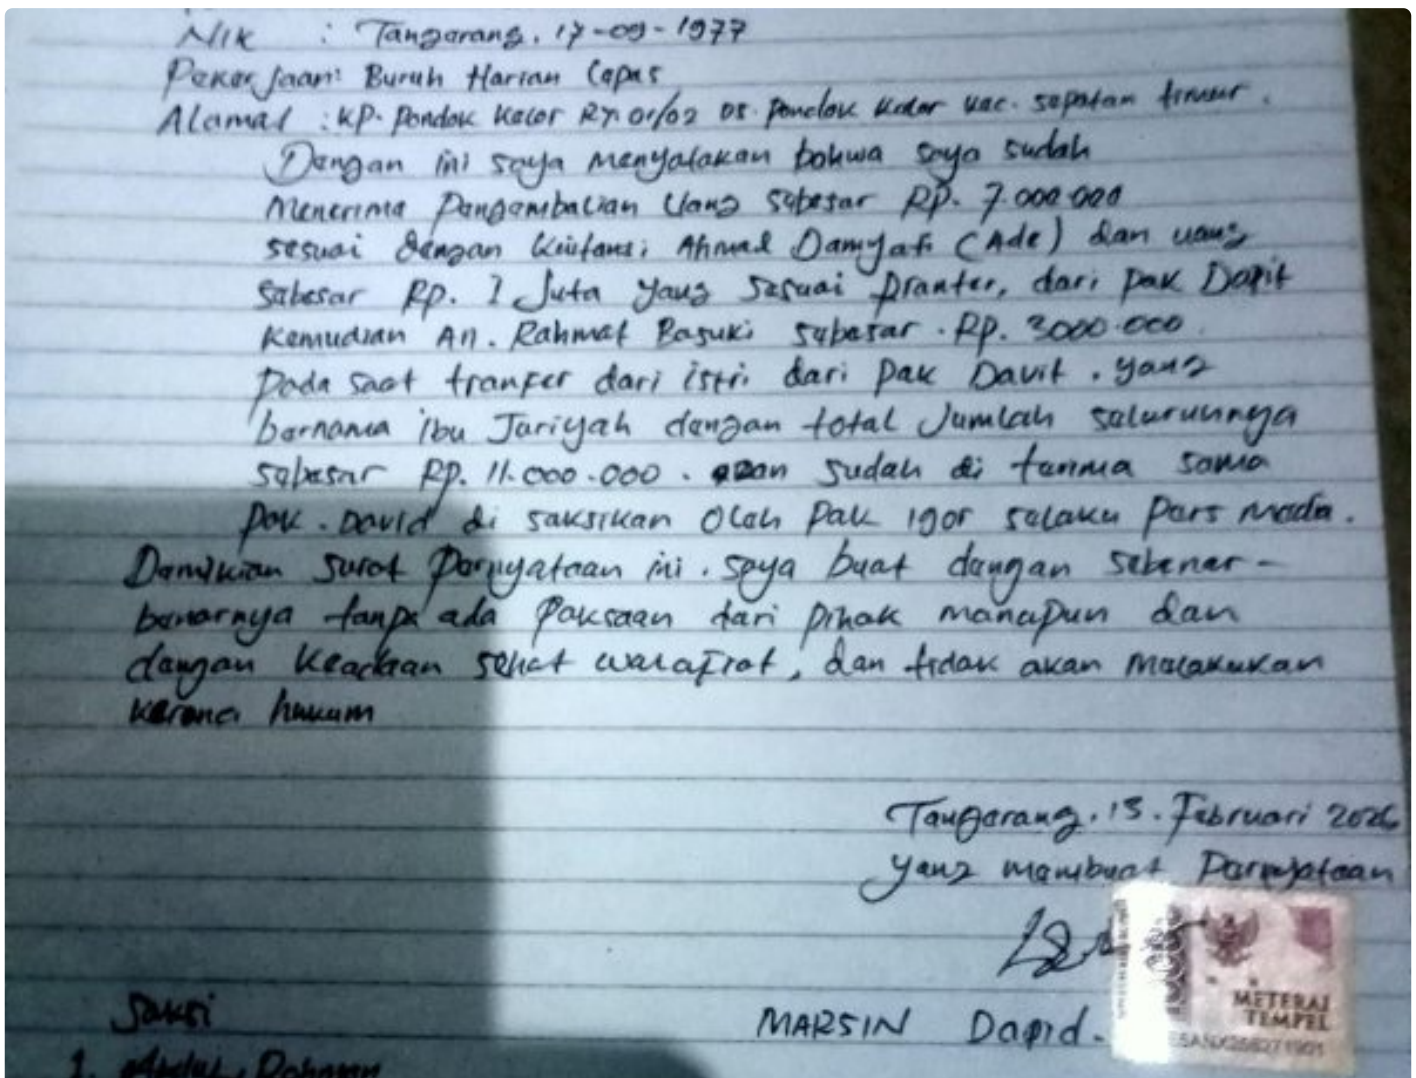 Nik : Tangerang, 17-09-1977
Pekerjaan: Buruh Harian Lepas
Alamat : KP. Pondok Kelor RT. 01/02 DS. Pondok Kelor Kec. Sepatan timur.
Dengan ini saya menyatakan bahwa saya sudah
Menerima Pengembalian Uang sebesar RP. 7.000.000
sesuai dengan Kwitansi Ahmad Damyati (Ade) dan uang
sebesar RP. 1 Juta yang sesuai, dari Pak Dapit
Kemudian An. Rahmat Basuki sebesar. RP. 3000.000.
pada saat tranfer dari istri dari Pak Davit. yang
bernama ibu Jariyah dengan total Jumlah seluruhnya
sebesar RP. 11.000.000. sudah di terima sama
pak. David di saksikan Oleh Pak Igor selaku Pers Media.
Demikian surat Pernyataan ini. saya buat dengan sebenar-
benarnya tanpa ada Paksaan dari pihak manapun dan
dengan keadaan sehat walafiat, dan tidak akan melakukan
karena hukum
Tangerang. 15. Februari 2026
yang membuat Pernyataan
METERAI
TEMPEL
MARSIN Dapid.
Saksi
1.